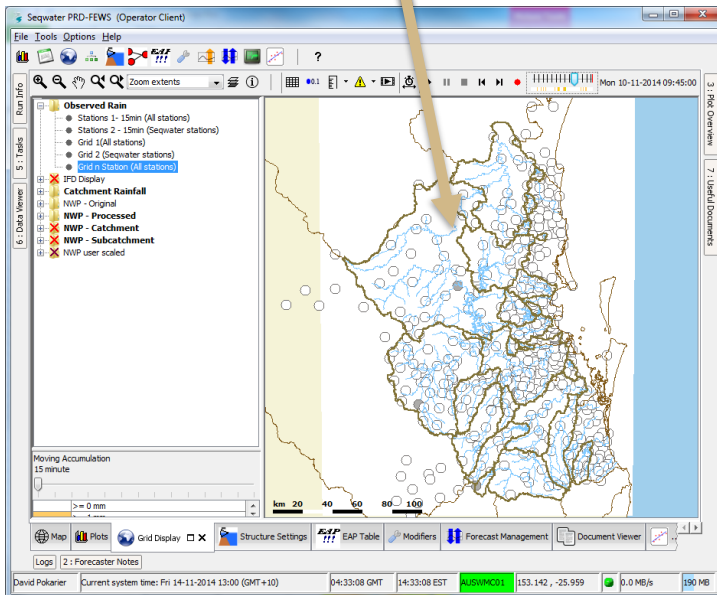 Seqwater PRD-FEWS (Operator Client)
File Tools Options Help
?
Zoom extents
0.1
Mon 10-11-2014 09:45:00
Run Info
5 : Tasks
6 : Data Viewer
Observed Rain
Stations 1- 15min (All stations)
Stations 2 - 15min (Seqwater stations)
Grid 1(All stations)
Grid 2 (Seqwater stations)
Grid n Station (All stations)
IFD Display
Catchment Rainfall
NWP - Original
NWP - Processed
NWP - Catchment
NWP - Subcatchment
NWP user scaled
3 : Plot Overview
7 : Useful Documents
Moving Accumulation
15 minute
>= 0 mm
km 20 40 60 80 100
Map Plots Grid Display Structure Settings EAP EAP Table Modifiers Forecast Management Document Viewer
Logs 2 : Forecaster Notes
David Pokarier Current system time: Fri 14-11-2014 13:00 (GMT+10) 04:33:08 GMT 14:33:08 EST AUSWMC01 153.142 , -25.959 0.0 MB/s 190 MB